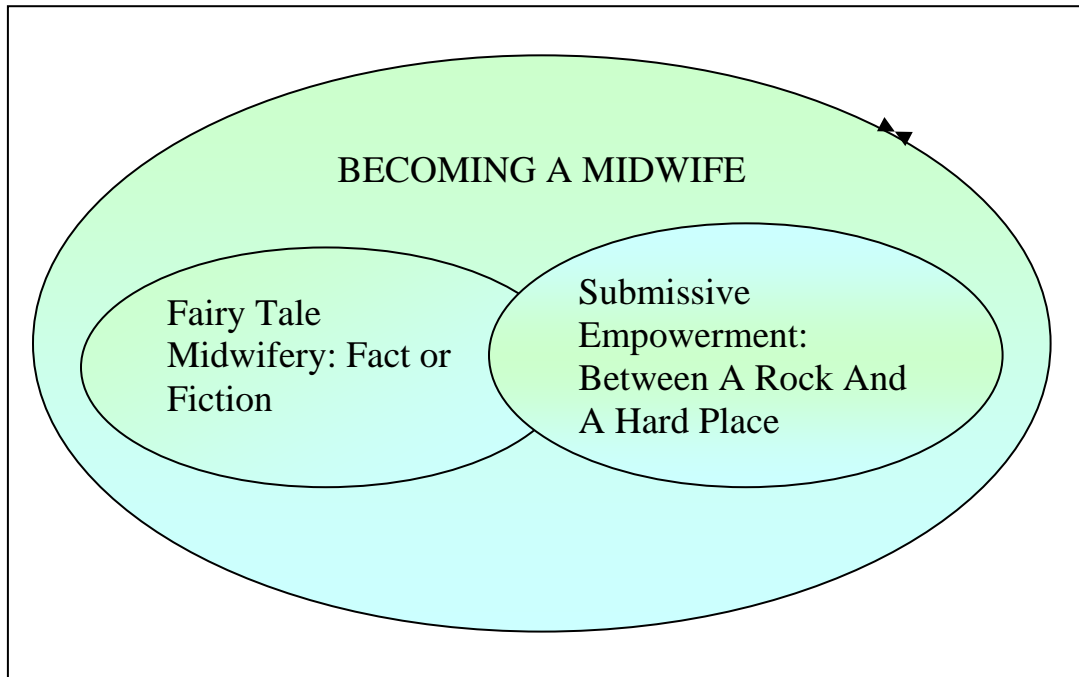 BECOMING A MIDWIFE
Fairy Tale
Midwifery: Fact or
Fiction
Submissive
Empowerment:
Between A Rock And
A Hard Place